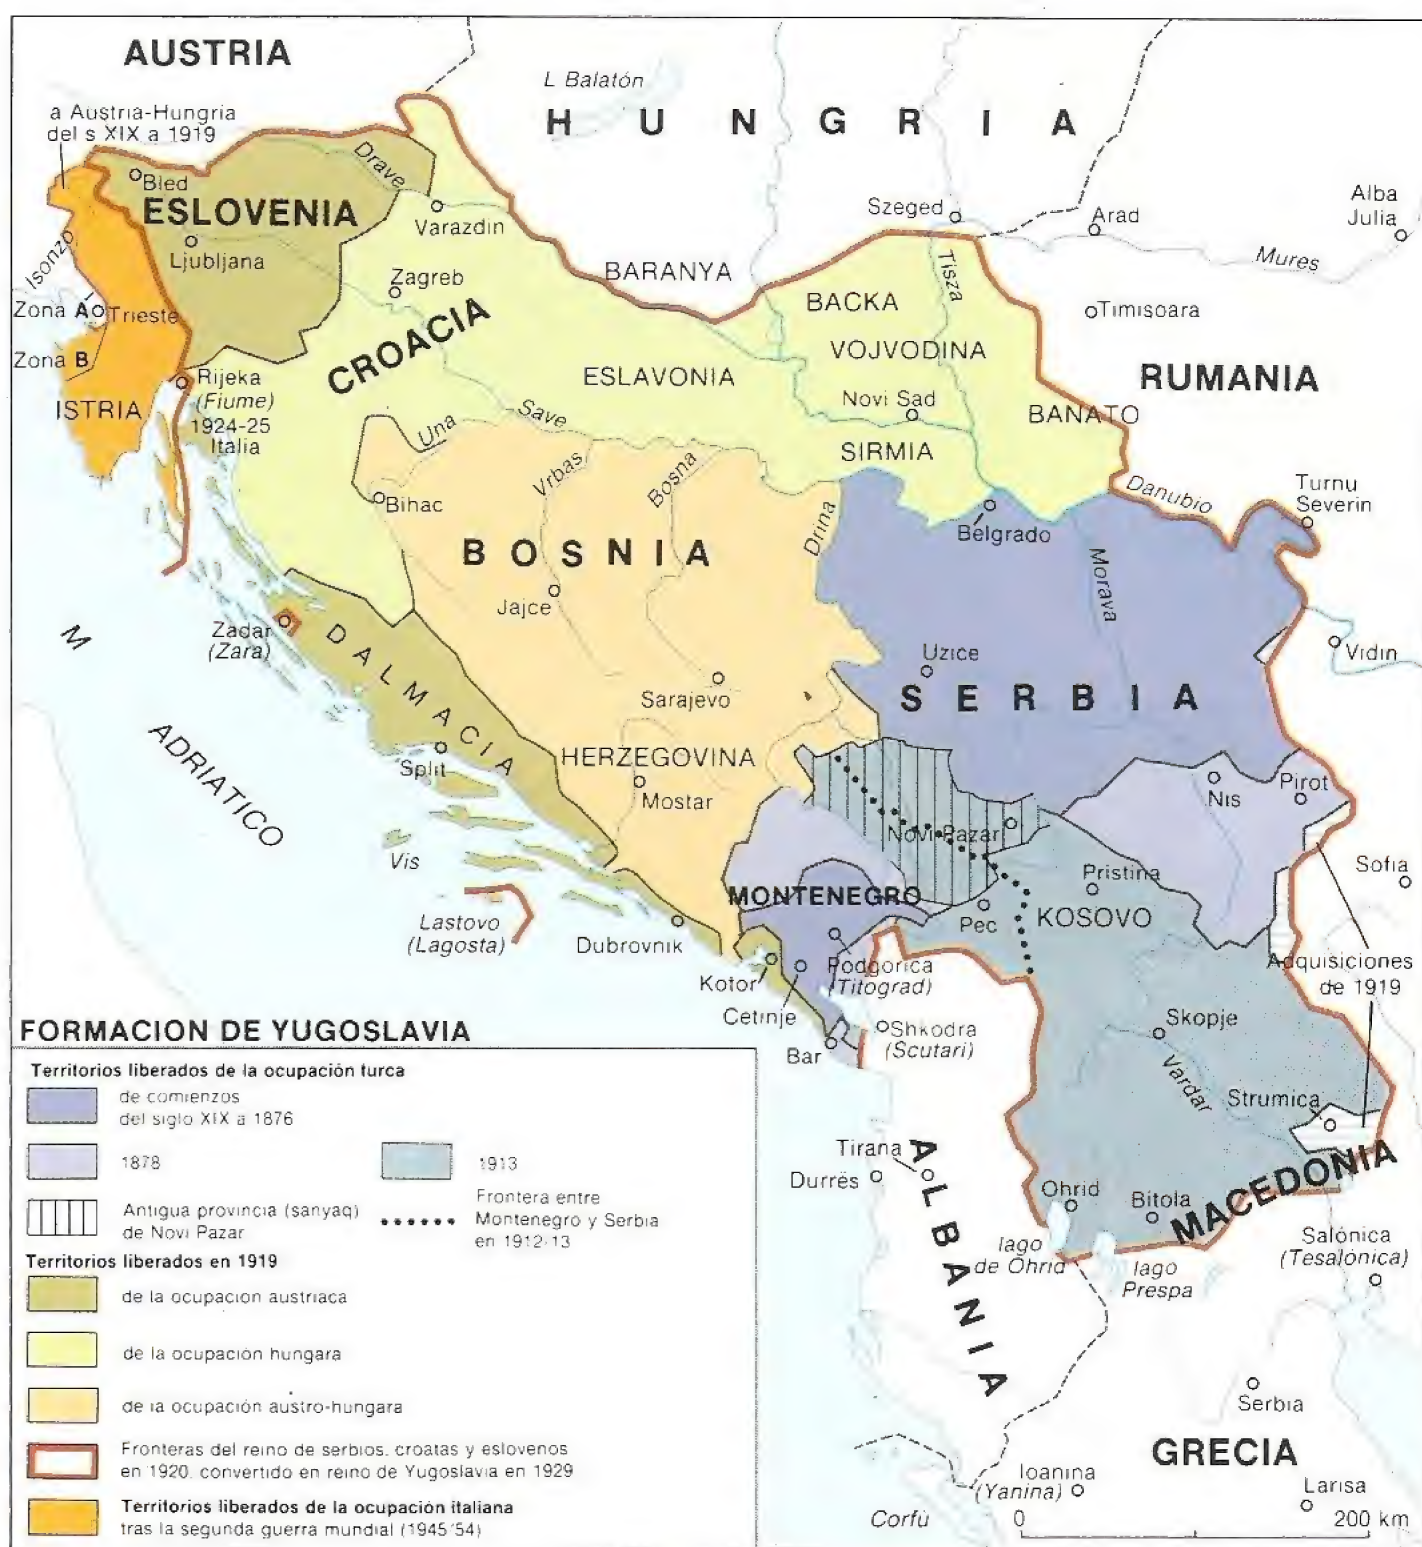 AUSTRIA
L Balatón
HUNGRIA
a Austria-Hungria
del s XIX a 1919
Drave
Bled
ESLOVENIA
Varazdin
Ljubljana
Isonzo
Szeged
Arad
Alba
Julia
Mures
BARANYA
Tisza
Zagreb
BACKA
Zona A
Trieste
Timisoara
CROACIA
VOJVODINA
Zona B
ESLAVONIA
RUMANIA
Rijeka
(Fiume)
1924-25
Italia
ISTRIA
Una
Save
Novi Sad
BANATO
SIRMIA
Vrbas
Bosna
Bihac
Drina
Danubio
Turnu
Severin
Belgrado
BOSNIA
Morava
Jajce
M
ADRIATICO
Zadar
(Zara)
DALMACIA
Uzice
Vidin
Sarajevo
SERBIA
Split
HERZEGOVINA
Mostar
Nis
Pirot
Novi Pazar
Vis
Sofia
Pristina
MONTENEGRO
Pec
KOSOVO
Lastovo
(Lagosta)
Dubrovnik
Podgorica
(Titograd)
Adquisiciones
de 1919
Kotor
Cetinje
Skopje
Shkodra
(Scutari)
Bar
Vardar
Strumica
Tirana
ALBANIA
Durrës
Ohrid
Bitola
MACEDONIA
lago
de Ohrid
lago
Prespa
Salónica
(Tesalónica)
Serbia
GRECIA
Ioanina
(Yanina)
Larisa
Corfú
0
200 km
FORMACION DE YUGOSLAVIA
Territorios liberados de la ocupación turca
de comienzos
del siglo XIX a 1876
1878
1913
Antigua provincia (sanyaq)
de Novi Pazar
Frontera entre
Montenegro y Serbia
en 1912-13
Territorios liberados en 1919
de la ocupacion austriaca
de la ocupación hungara
de la ocupación austro-hungara
Fronteras del reino de serbios. croatas y eslovenos
en 1920. convertido en reino de Yugoslavia en 1929
Territorios liberados de la ocupación italiana
tras la segunda guerra mundial (1945'54)